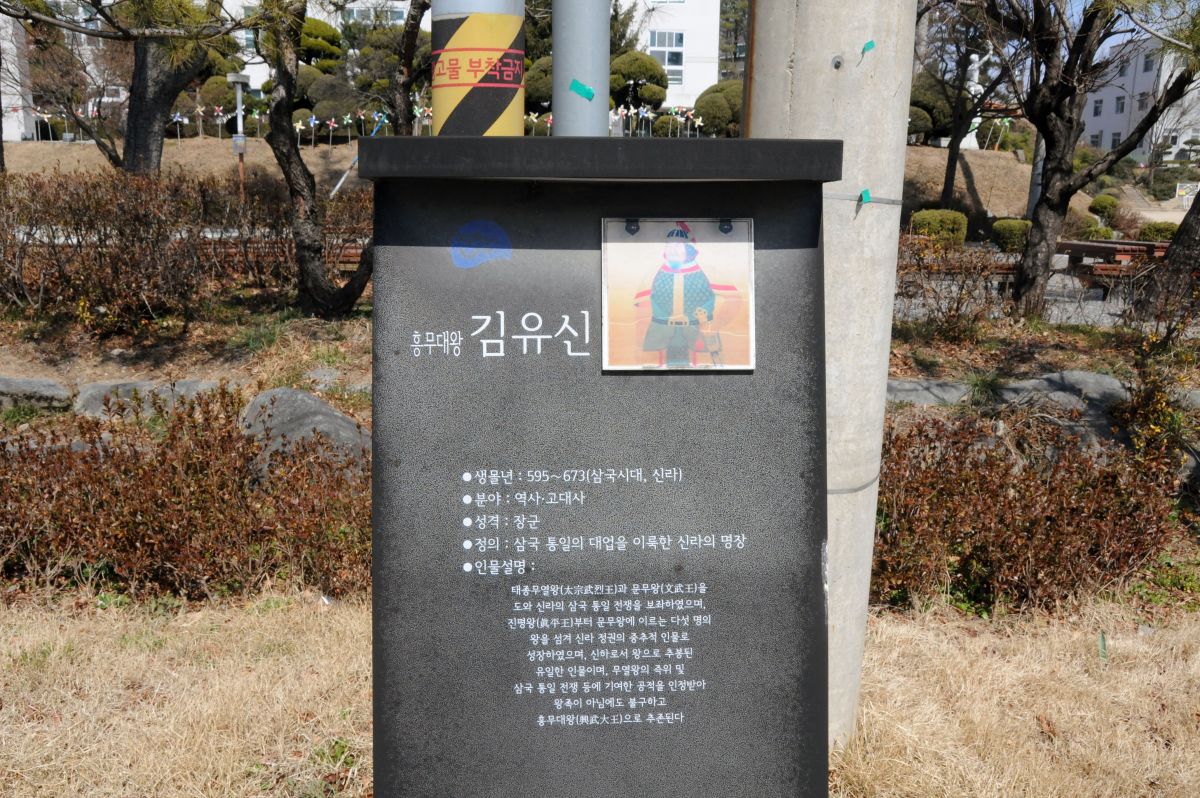 고물 부착금지
흥무대왕 김유신
●생몰년 : 595~673(삼국시대, 신라)
●분야 : 역사·고대사
●성격 : 장군
●정의 : 삼국 통일의 대업을 이룩한 신라의 명장
●인물설명 :
태종무열왕(太宗武烈王)과 문무왕(文武王)을
도와 신라의 삼국 통일 전쟁을 보좌하였으며,
진평왕(眞平王)부터 문무왕에 이르는 다섯 명의
왕을 섬겨 신라 정권의 중추적 인물로
성장하였으며, 신하로서 왕으로 추봉된
유일한 인물이며, 무열왕의 즉위 및
삼국 통일 전쟁 등에 기여한 공적을 인정받아
왕족이 아님에도 불구하고
흥무대왕(興武大王)으로 추존된다